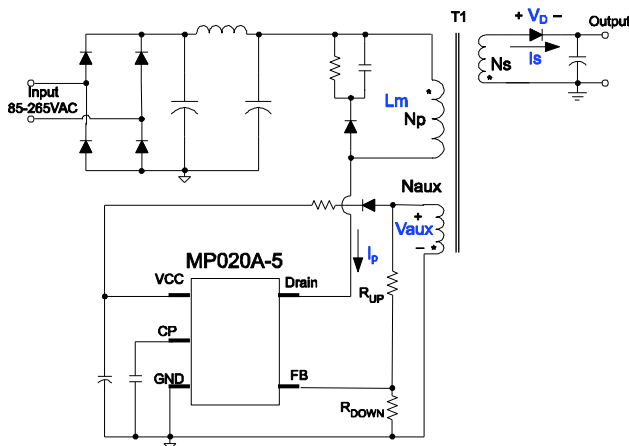 T1
+ VD –
Output
Is
Ns
*
Input
85-265VAC
Lm
*
Np
Naux
+
Vaux
–
*
Ip
MP020A-5
VCC
Drain
RUP
CP
GND
FB
RDOWN